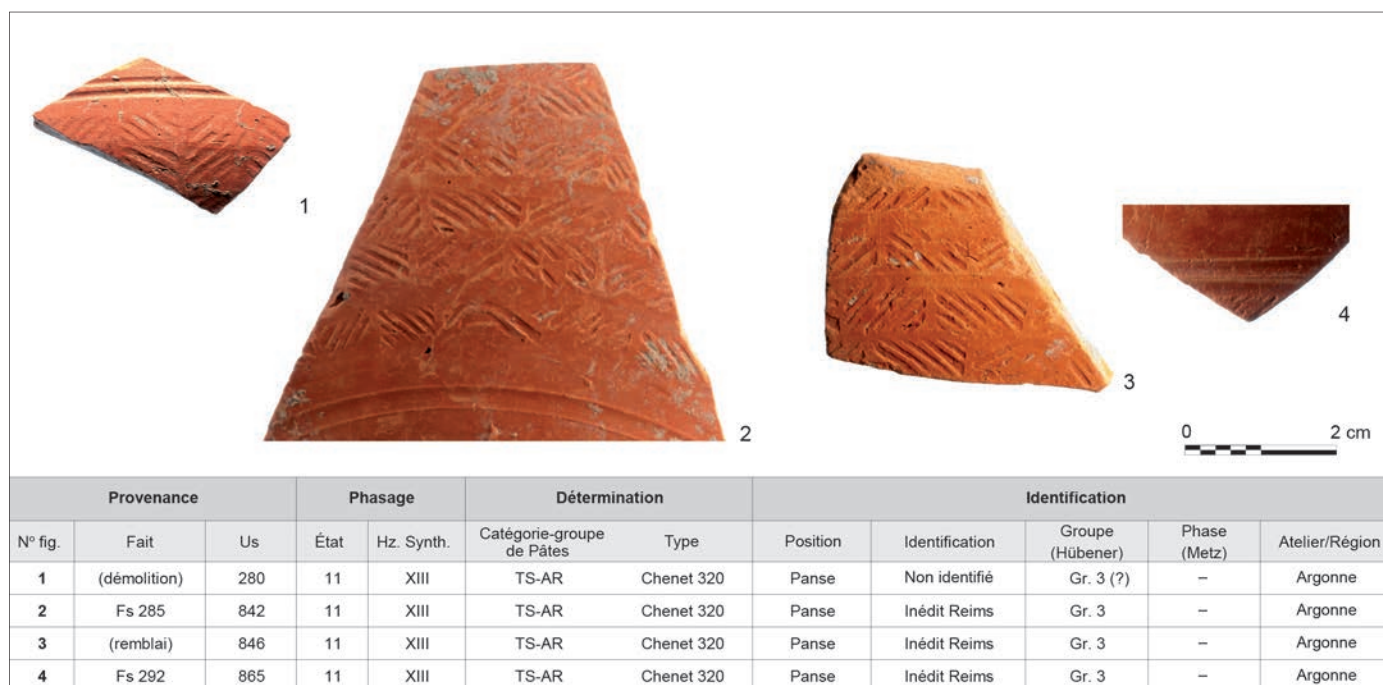 1
2
3
4
0 2 cm
Provenance Phasage Détermination Identification
Nº fig. Fait Us État Hz. Synth. Catégorie-groupe de Pâtes Type Position Identification Groupe (Hübener) Phase (Metz) Atelier/Région
1 (démolition) 280 11 XIII TS-AR Chenet 320 Panse Non identifié Gr. 3 (?) – Argonne
2 Fs 285 842 11 XIII TS-AR Chenet 320 Panse Inédit Reims Gr. 3 – Argonne
3 (remblai) 846 11 XIII TS-AR Chenet 320 Panse Inédit Reims Gr. 3 – Argonne
4 Fs 292 865 11 XIII TS-AR Chenet 320 Panse Inédit Reims Gr. 3 – Argonne